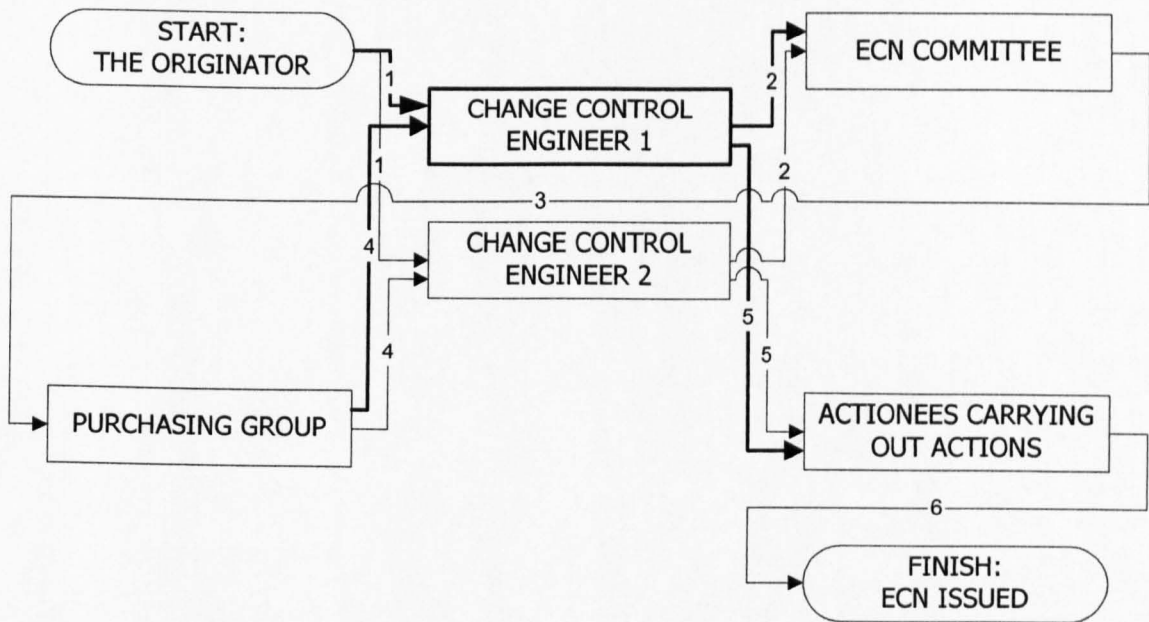 START:
THE ORIGINATOR
ECN COMMITTEE
1
2
CHANGE CONTROL
ENGINEER 1
1
2
3
4
CHANGE CONTROL
ENGINEER 2
5
4
5
PURCHASING GROUP
ACTIONEES CARRYING
OUT ACTIONS
6
FINISH:
ECN ISSUED